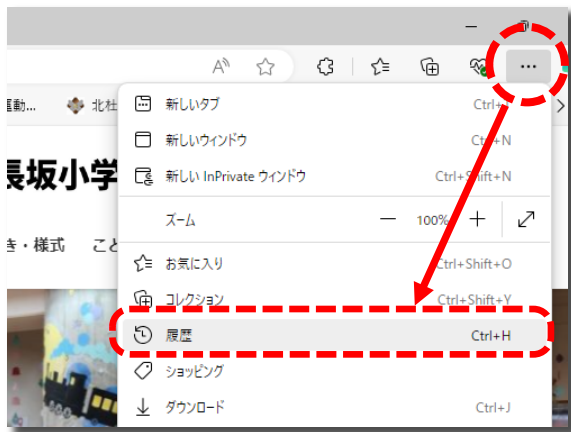 A
動...
北杜
新しいタブ Ctrl+
新しいウィンドウ Ctrl+N
長坂小学
新しい InPrivate ウィンドウ Ctrl+Shift+N
ズーム 100%
き・様式 こと
お気に入り Ctrl+Shift+O
コレクション Ctrl+Shift+Y
履歴 Ctrl+H
ショッピング
ダウンロード Ctrl+J